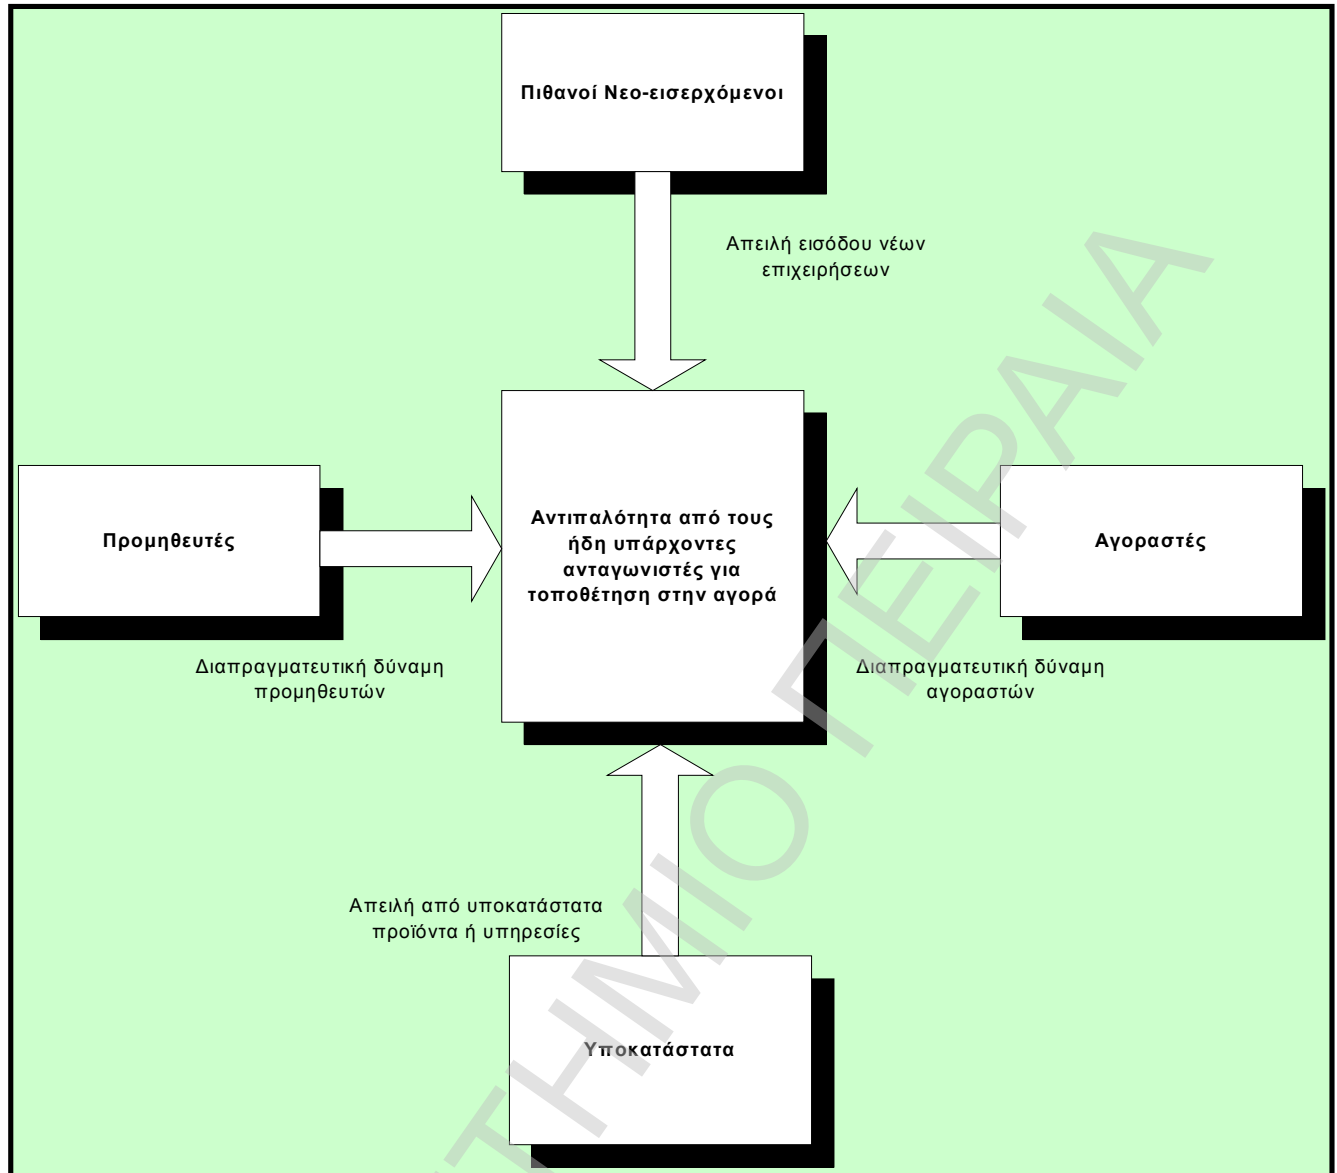 Πιθανοί Νεο-εισερχόμενοι
Απειλή εισόδου νέων
επιχειρήσεων
Προμηθευτές
Αντιπαλότητα από τους
ήδη υπάρχοντες
ανταγωνιστές για
τοποθέτηση στην αγορά
Αγοραστές
Διαπραγματευτική δύναμη
προμηθευτών
Διαπραγματευτική δύναμη
αγοραστών
Απειλή από υποκατάστατα
προϊόντα ή υπηρεσίες
Υποκατάστατα
ΤΗΜΙΟ ΠΕΙΡΑΙΑ